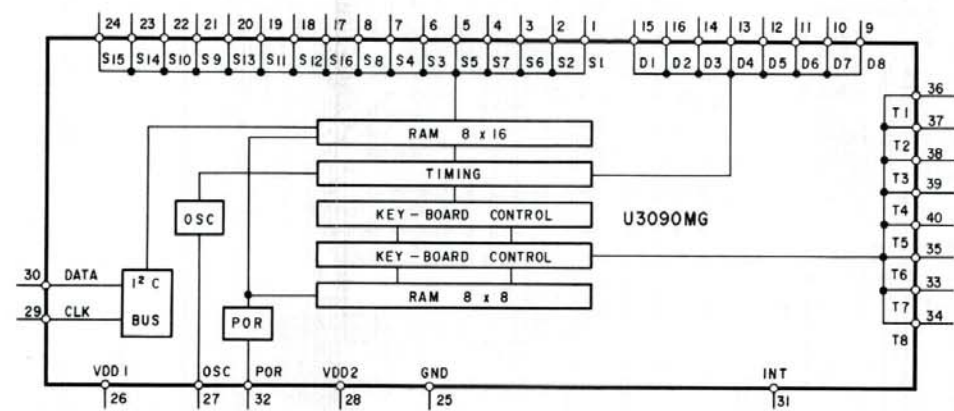 24 23 22 21 20 19 18 17 8 7 6 5 4 3 2 1 15 16 14 13 12 11 10 9
S15 S14 S10 S9 S13 S11 S12 S16 S8 S4 S3 S5 S7 S6 S2 S1 D1 D2 D3 D4 D5 D6 D7 D8
36
T1
37
RAM 8 x 16
T2
38
TIMING
T3
39
OSC
KEY-BOARD CONTROL
U3090MG
T4
40
T5
KEY-BOARD CONTROL
35
30 DATA
I² C
T6
33
RAM 8 x 8
29 CLK
BUS
POR
T7
34
T8
VDD1 OSC POR VDD2 GND INT
26 27 32 28 25 31